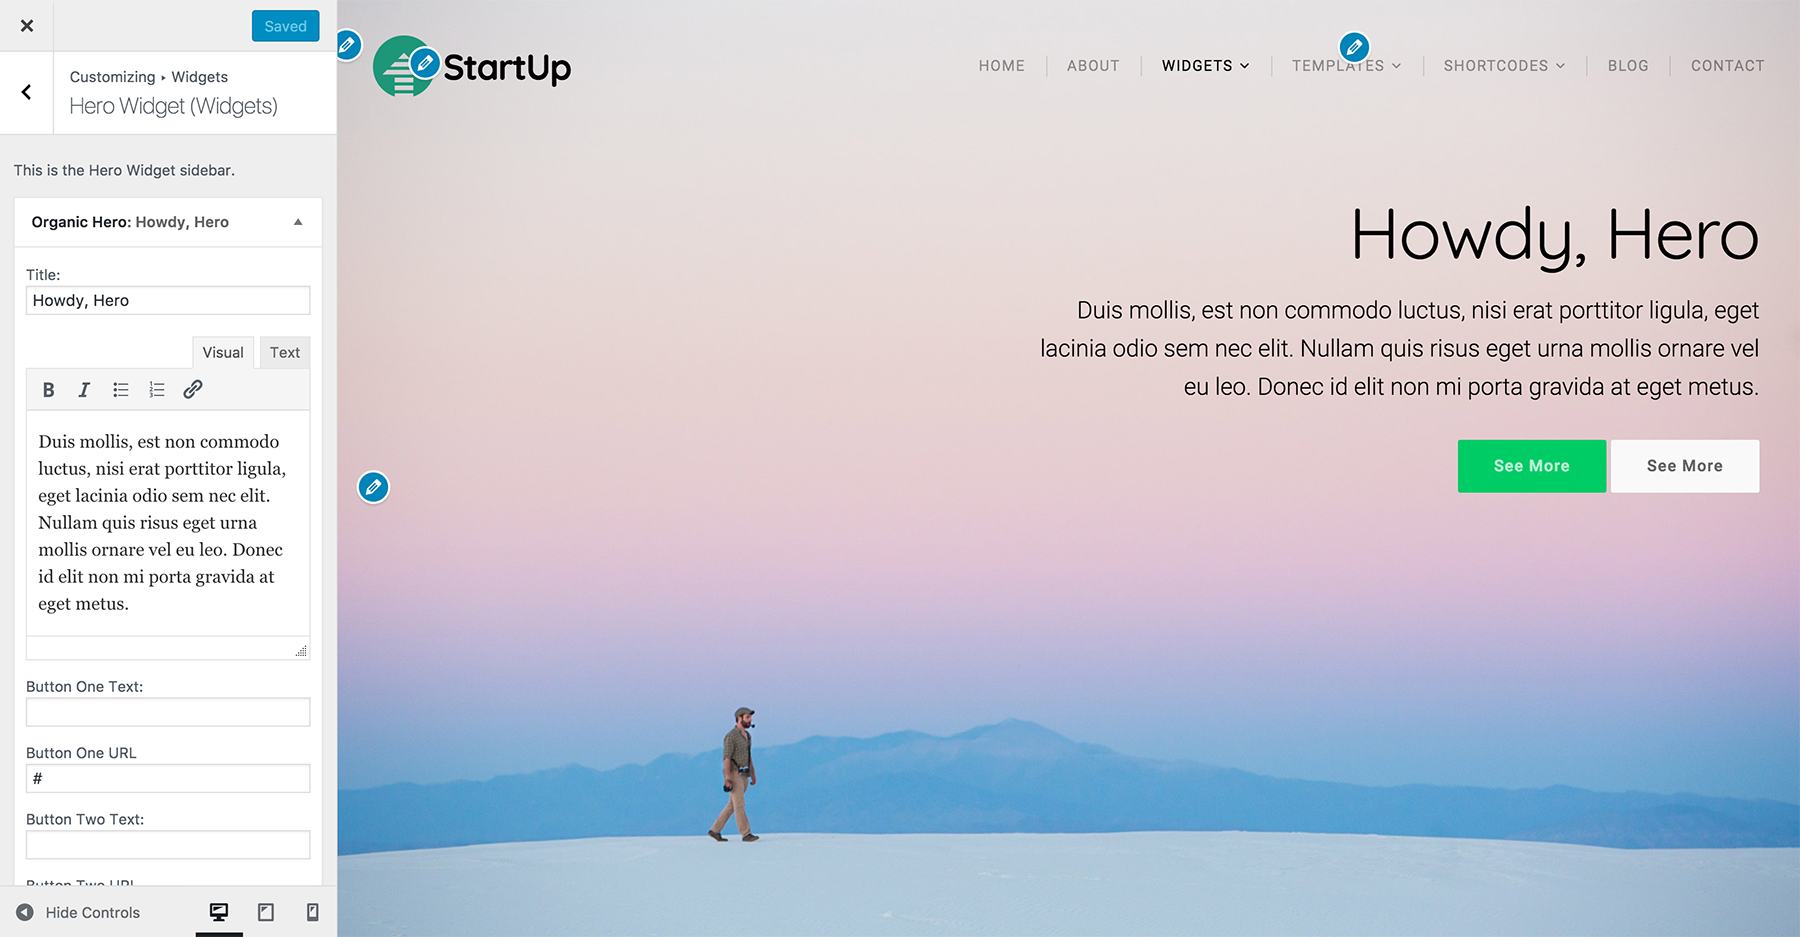 Saved
Customizing ▸ Widgets
Hero Widget (Widgets)
This is the Hero Widget sidebar.
Organic Hero: Howdy, Hero
Title:
Howdy, Hero
Visual
Text
B I
Duis mollis, est non commodo
luctus, nisi erat porttitor ligula,
eget lacinia odio sem nec elit.
Nullam quis risus eget urna
mollis ornare vel eu leo. Donec
id elit non mi porta gravida at
eget metus.
Button One Text:
Button One URL
#
Button Two Text:
Button Two URL
Hide Controls
StartUp
HOME
ABOUT
WIDGETS
TEMPLATES
SHORTCODES
BLOG
CONTACT
Howdy, Hero
Duis mollis, est non commodo luctus, nisi erat porttitor ligula, eget
lacinia odio sem nec elit. Nullam quis risus eget urna mollis ornare vel
eu leo. Donec id elit non mi porta gravida at eget metus.
See More
See More